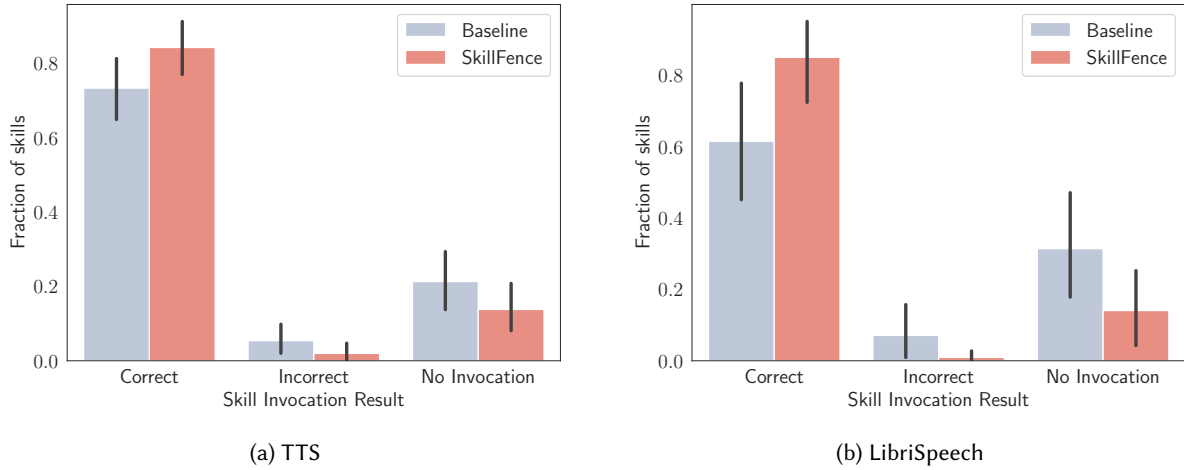 Baseline
SkillFence
0.8
0.6
0.4
0.2
0.0
Fraction of skills
Correct
Incorrect
No Invocation
Skill Invocation Result
(a) TTS
Baseline
SkillFence
0.8
0.6
0.4
0.2
0.0
Fraction of skills
Correct
Incorrect
No Invocation
Skill Invocation Result
(b) LibriSpeech